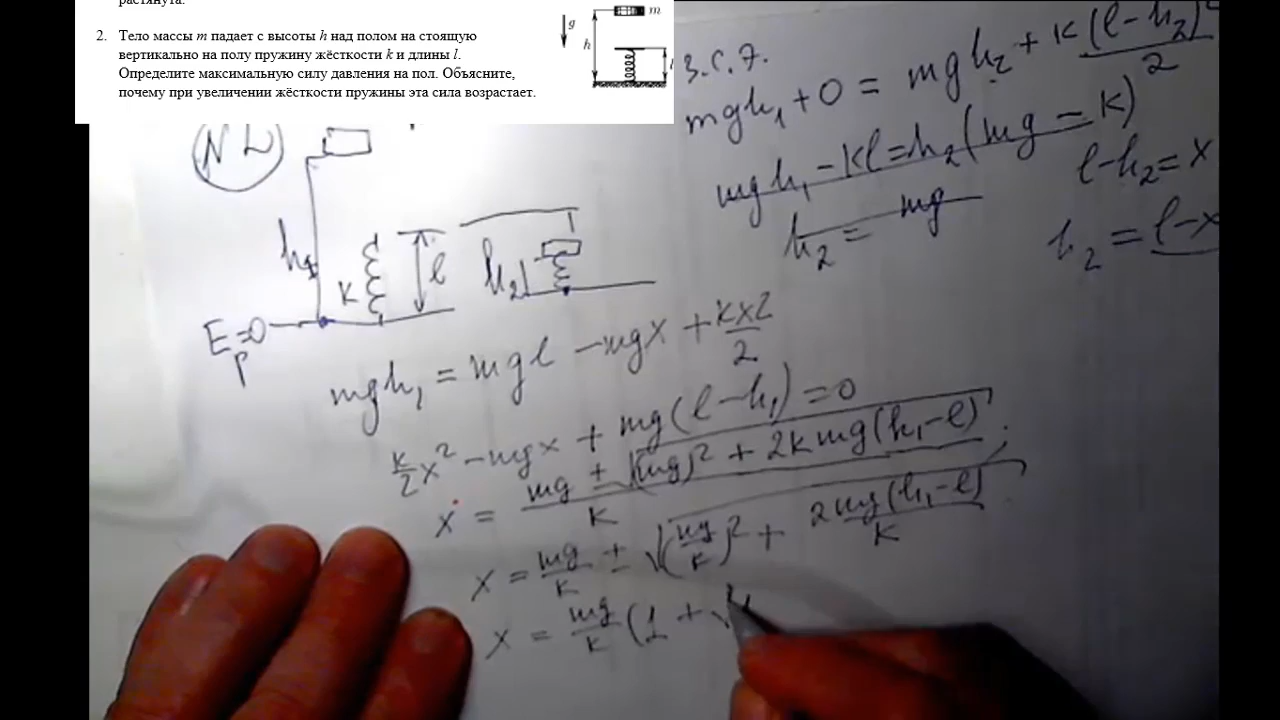 растянута.
2. Тело массы m падает с высоты h над полом на стоящую
вертикально на полу пружину жёсткости k и длины l.
Определите максимальную силу давления на пол. Объясните,
почему при увеличении жёсткости пружины эта сила возрастает.
g
m
h
l
N 2
h₁
K
l
h₂
E = 0
p
З.С.Э.
mgh₁ + 0 = mgh₂ + K(l-h₂)²/2
mgh₁ - Kl = h₂(mg - K)
h₂ = mg
l-h₂ = x
h₂ = l-x
mgh₁ = mgl - mgx + kx²/2
k/2 x² - mgx + mg(l-h₁) = 0
x = (mg ± √((mg)² + 2kmg(h₁-l)))/k ;
x = mg/k ± √((mg/k)² + 2mg(h₁-l)/k)
x = mg/k (1 + √